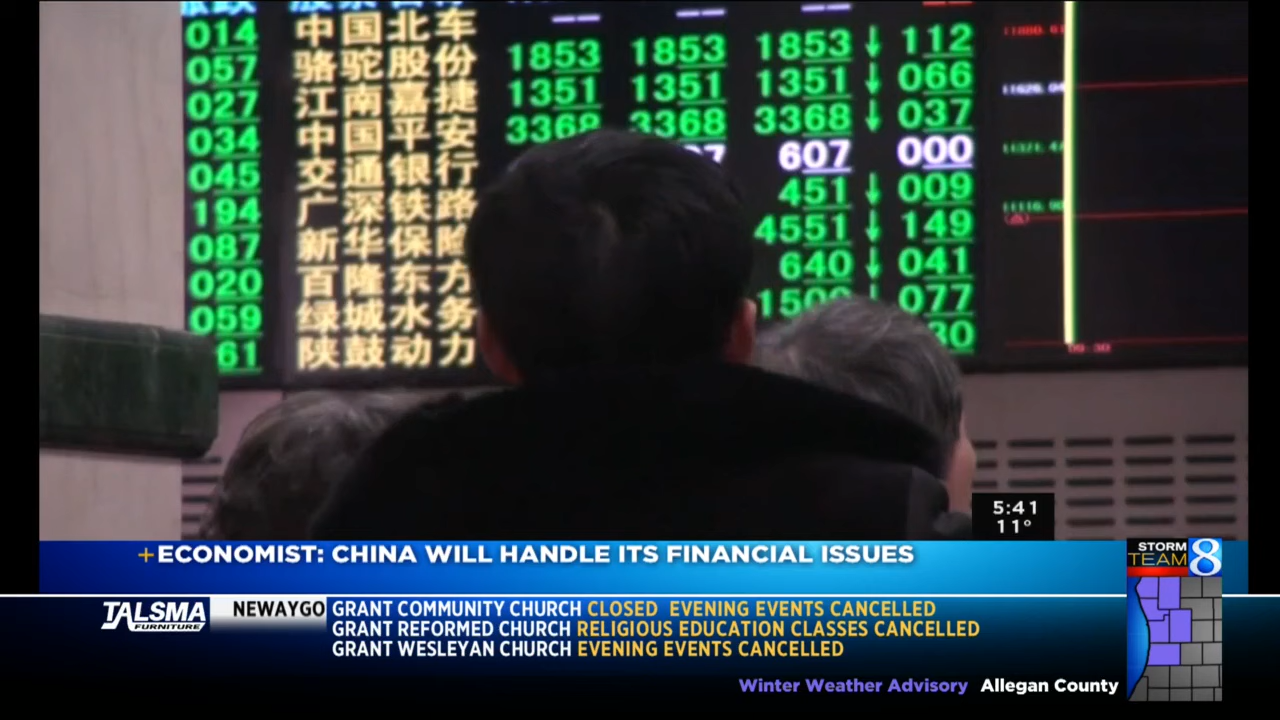 014 中国北车 112
057 骆驼股份 1853 1853 1853 ↓ 066
027 江南嘉捷 1351 1351 1351 ↓ 037
034 中国平安 3368 3368 3368 ↓ 000
045 交通银行 607 009
194 广深铁路 451 ↓ 149
087 新华保险 4551 ↓ 041
020 百隆东方 640 ↓ 077
059 绿城水务
61 陕鼓动力
5:41
11°
+ECONOMIST: CHINA WILL HANDLE ITS FINANCIAL ISSUES
STORM
TEAM 8
TALSMA
FURNITURE
NEWAYGO
GRANT COMMUNITY CHURCH CLOSED EVENING EVENTS CANCELLED
GRANT REFORMED CHURCH RELIGIOUS EDUCATION CLASSES CANCELLED
GRANT WESLEYAN CHURCH EVENING EVENTS CANCELLED
Winter Weather Advisory Allegan County